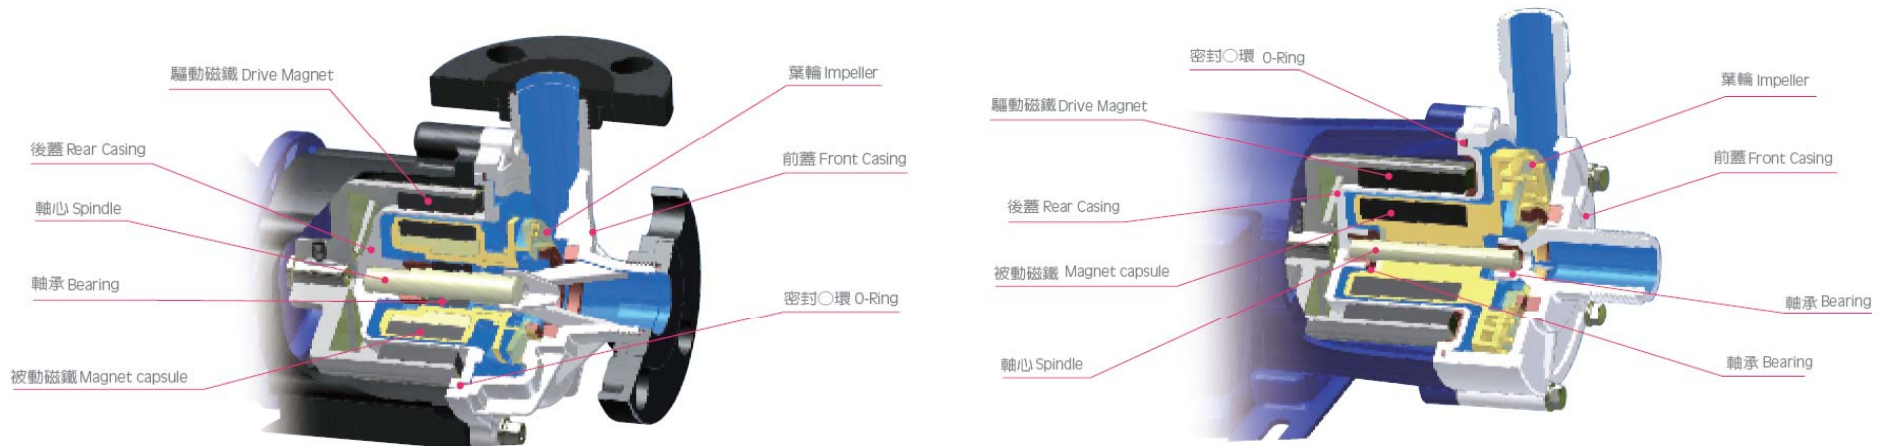 驅動磁鐵 Drive Magnet
葉輪 Impeller
後蓋 Rear Casing
前蓋 Front Casing
軸心 Spindle
軸承 Bearing
密封○環 O-Ring
被動磁鐵 Magnet capsule
密封○環 O-Ring
葉輪 Impeller
驅動磁鐵 Drive Magnet
前蓋 Front Casing
後蓋 Rear Casing
被動磁鐵 Magnet capsule
軸承 Bearing
軸心 Spindle
軸承 Bearing